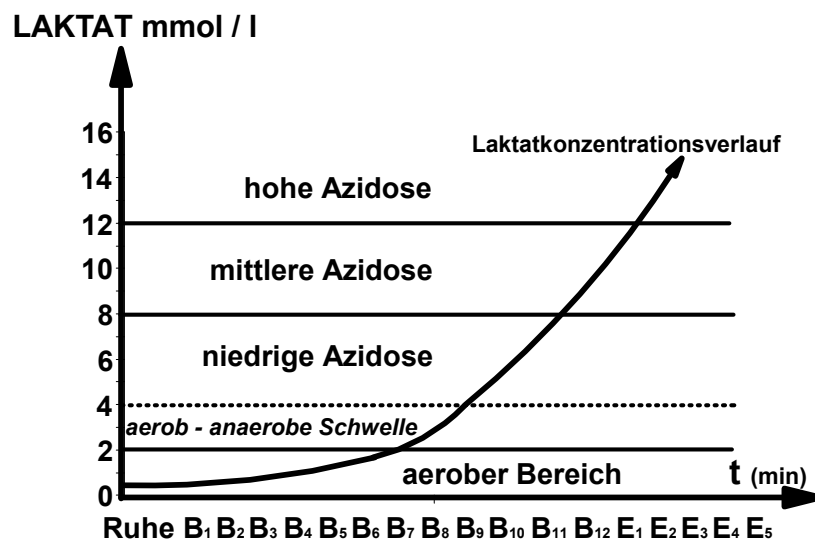 LAKTAT mmol / l
16
Laktatkonzentrationsverlauf
14
hohe Azidose
12
10
mittlere Azidose
8
6
niedrige Azidose
4
aerob - anaerobe Schwelle
2
aerober Bereich
t (min)
0
Ruhe B₁ B₂ B₃ B₄ B₅ B₆ B₇ B₈ B₉ B₁₀ B₁₁ B₁₂ E₁ E₂ E₃ E₄ E₅